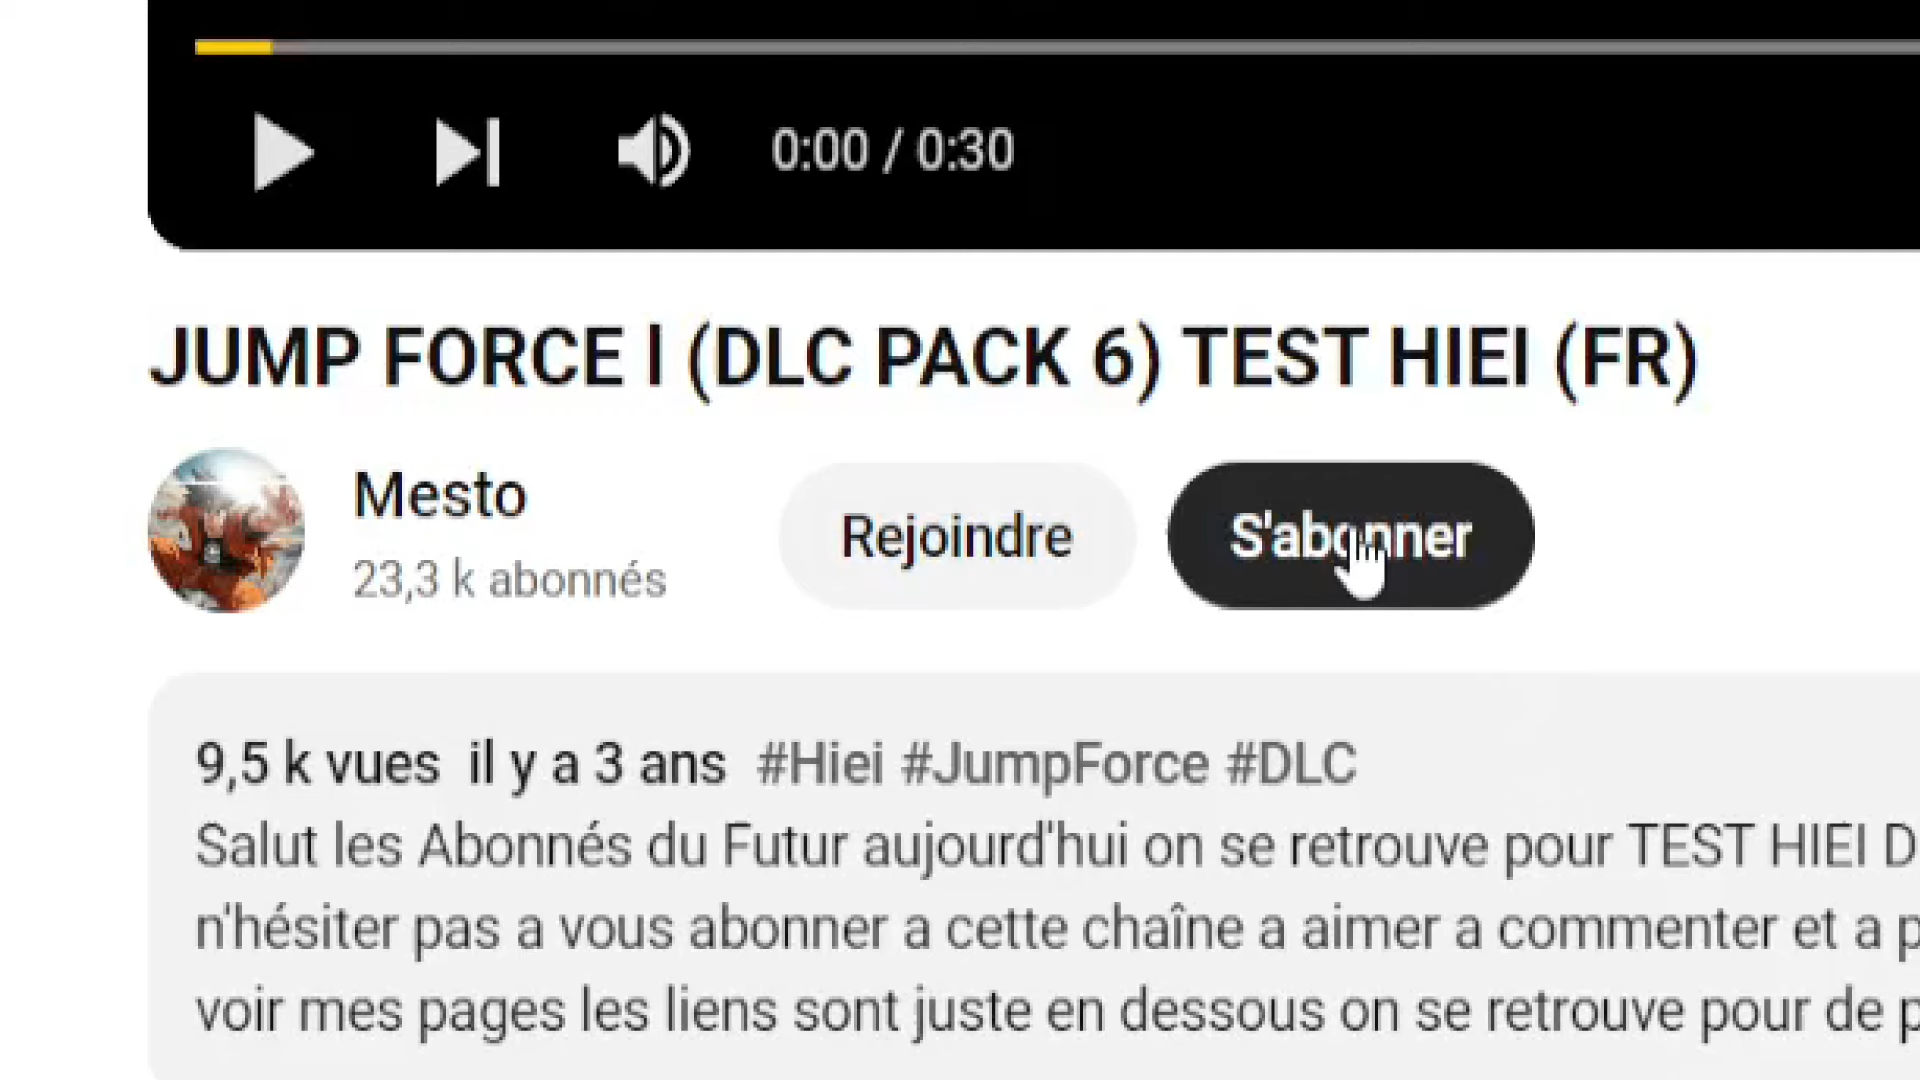 0:00 / 0:30
JUMP FORCE l (DLC PACK 6) TEST HIEI (FR)
Mesto
23,3 k abonnés
Rejoindre
S'abonner
9,5 k vues il y a 3 ans #Hiei #JumpForce #DLC
Salut les Abonnés du Futur aujourd'hui on se retrouve pour TEST HIEI D
n'hésiter pas a vous abonner a cette chaîne a aimer a commenter et a p
voir mes pages les liens sont juste en dessous on se retrouve pour de p